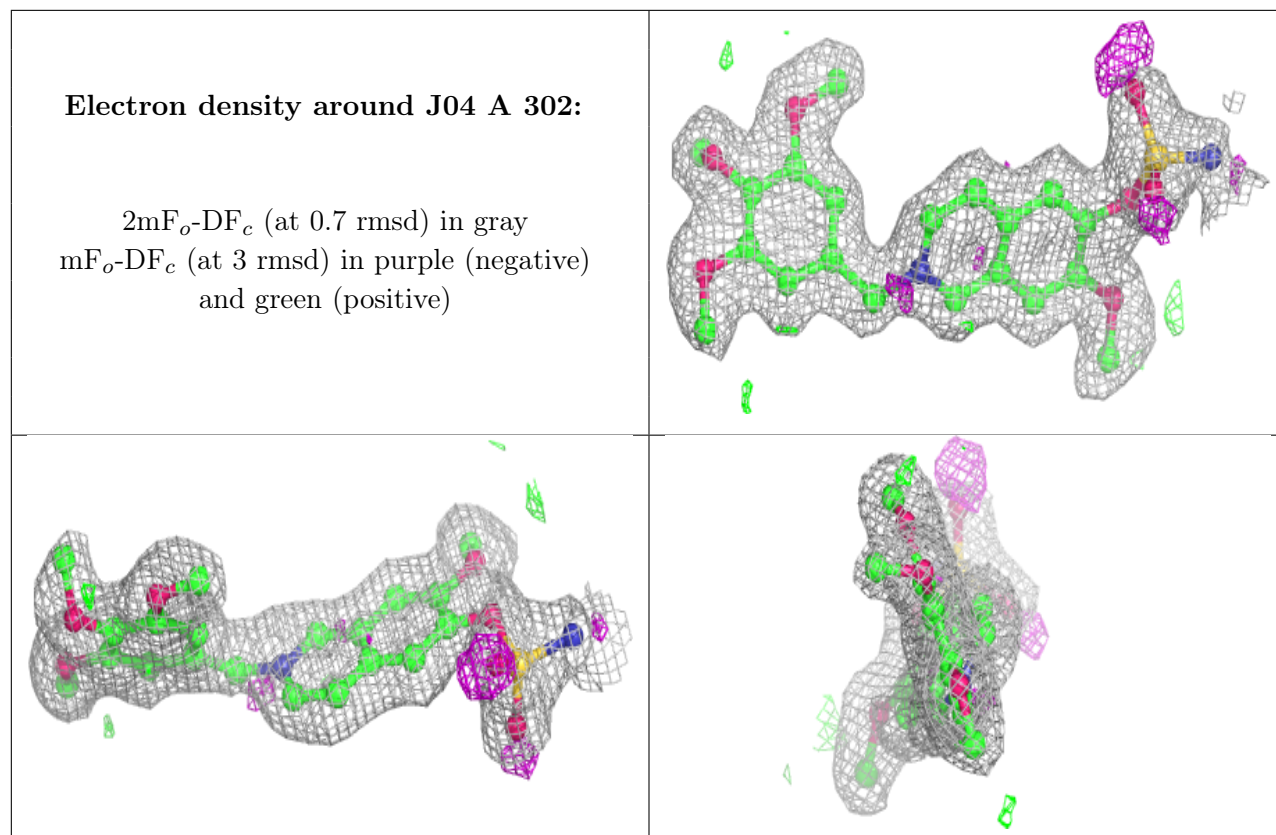 Electron density around J04 A 302:
2mFₒ-DF𝒸 (at 0.7 rmsd) in gray
mFₒ-DF𝒸 (at 3 rmsd) in purple (negative)
and green (positive)